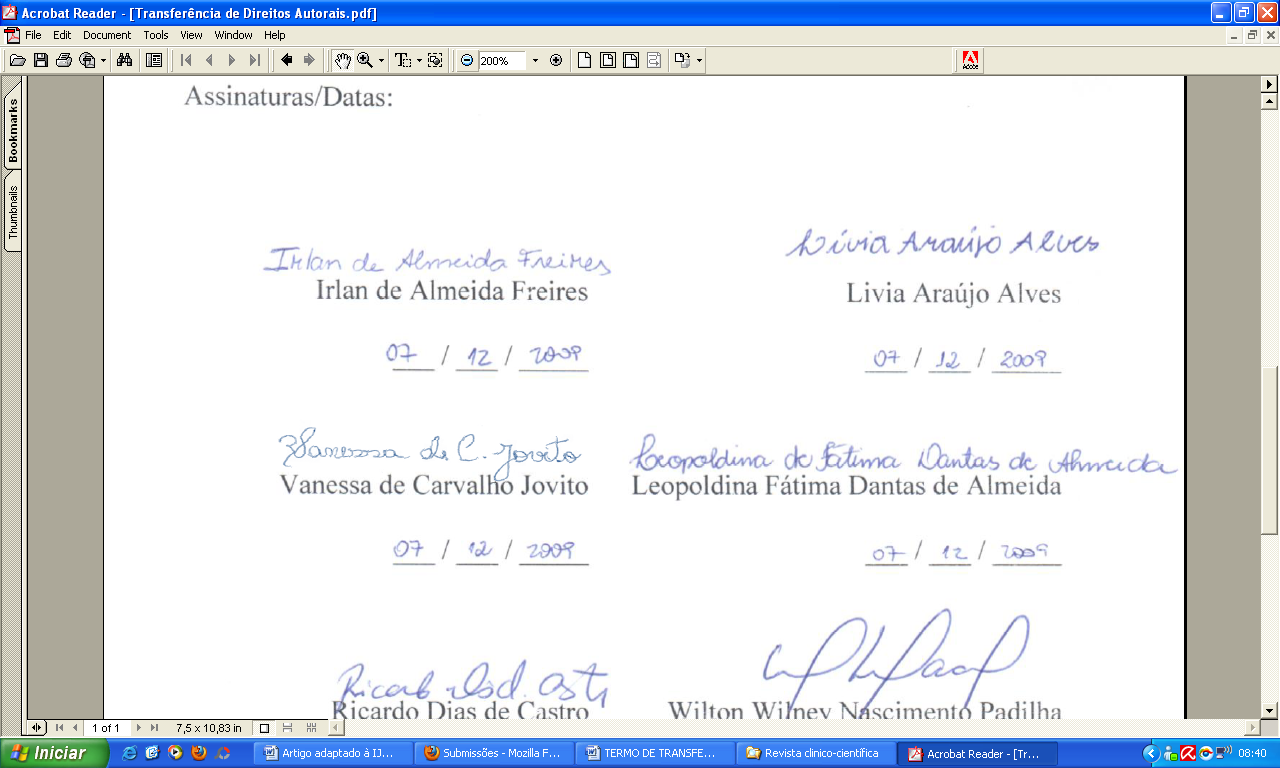 Acrobat Reader - [Transferência de Direitos Autorais.pdf]
File Edit Document Tools View Window Help
200%
Adobe
Bookmarks
Thumbnails
Assinaturas/Datas:
Irlan de Almeida Freires
Lívia Araújo Alves
Irlan de Almeida Freires
Livia Araújo Alves
07 / 12 / 2009
07 / 12 / 2009
Vanessa de C. Jovito
Leopoldina de Fátima Dantas de Almeida
Vanessa de Carvalho Jovito
Leopoldina Fátima Dantas de Almeida
07 / 12 / 2009
07 / 12 / 2009
Ricardo Dias de Castro
Wilton Wilney Nascimento Padilha
1 of 1
7,5 x 10,83 in
Iniciar
Artigo adaptado à IJ...
Submissões - Mozilla F...
TERMO DE TRANSFE...
Revista clinico-científica
Acrobat Reader - [Tr...
08:40